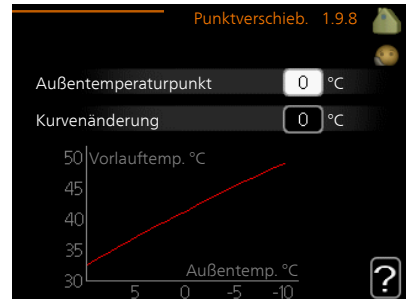 Punktverschieb. 1.9.8
Außentemperaturpunkt 0 °C
Kurvenänderung 0 °C
50 Vorlauftemp. °C
45
40
35
30
Außentemp. °C
5 0 -5 -10
?